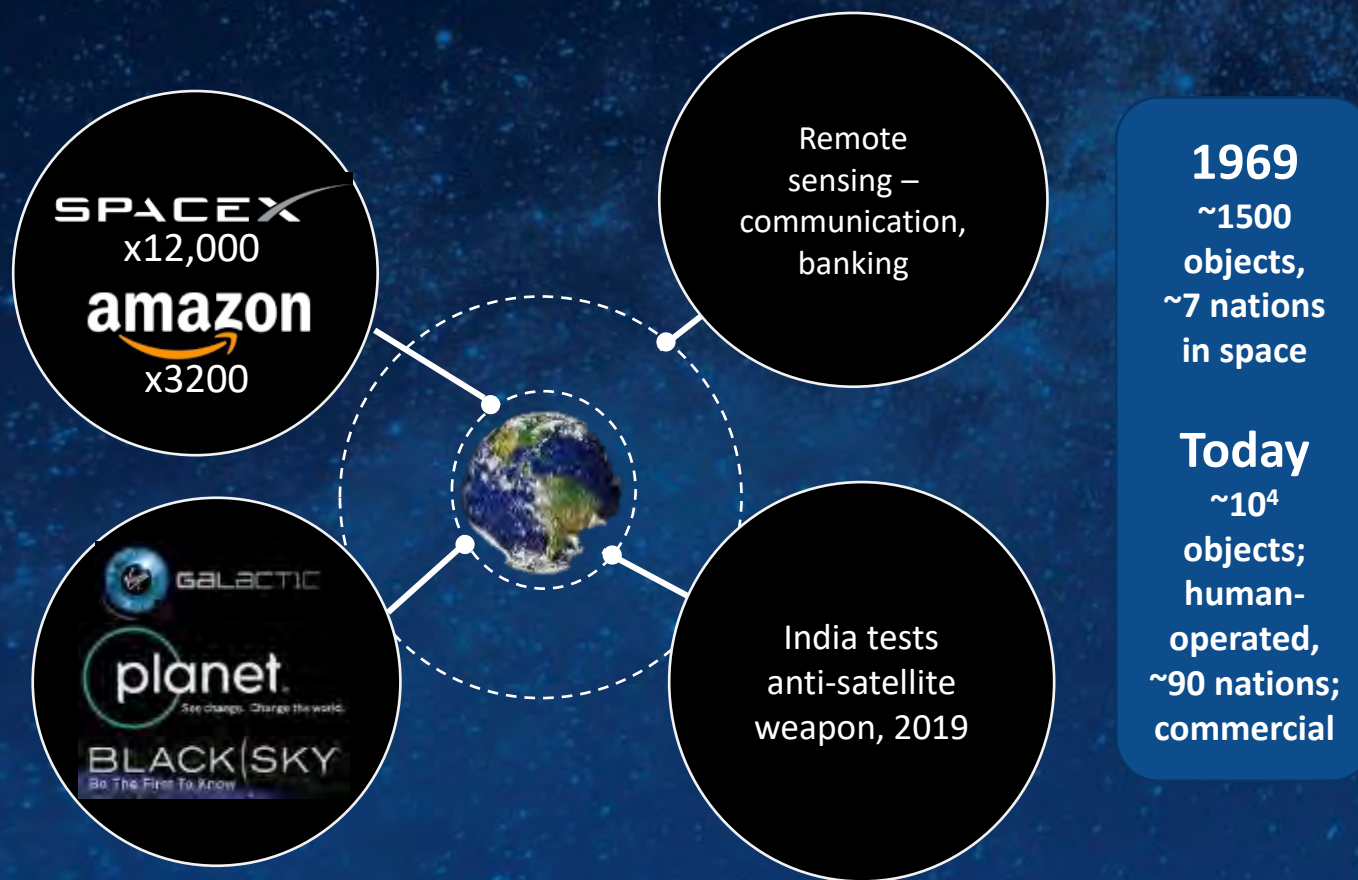 SPACEX
x12,000
amazon
x3200
Remote
sensing –
communication,
banking
GALACTIC
planet.
See change. Change the world.
BLACK(SKY
Be The First To Know
India tests
anti-satellite
weapon, 2019
1969
~1500
objects,
~7 nations
in space
Today
~10⁴
objects;
human-
operated,
~90 nations;
commercial